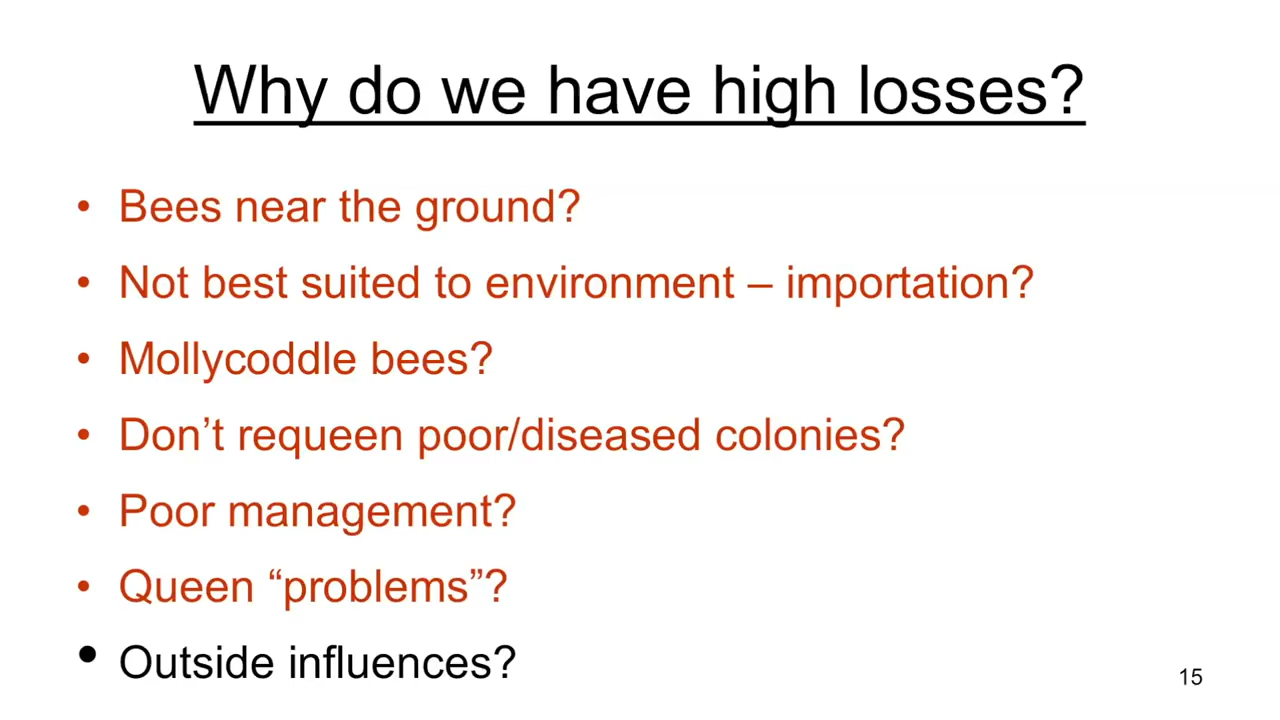 Why do we have high losses?
• Bees near the ground?
• Not best suited to environment – importation?
• Mollycoddle bees?
• Don’t requeen poor/diseased colonies?
• Poor management?
• Queen “problems”?
• Outside influences?
15